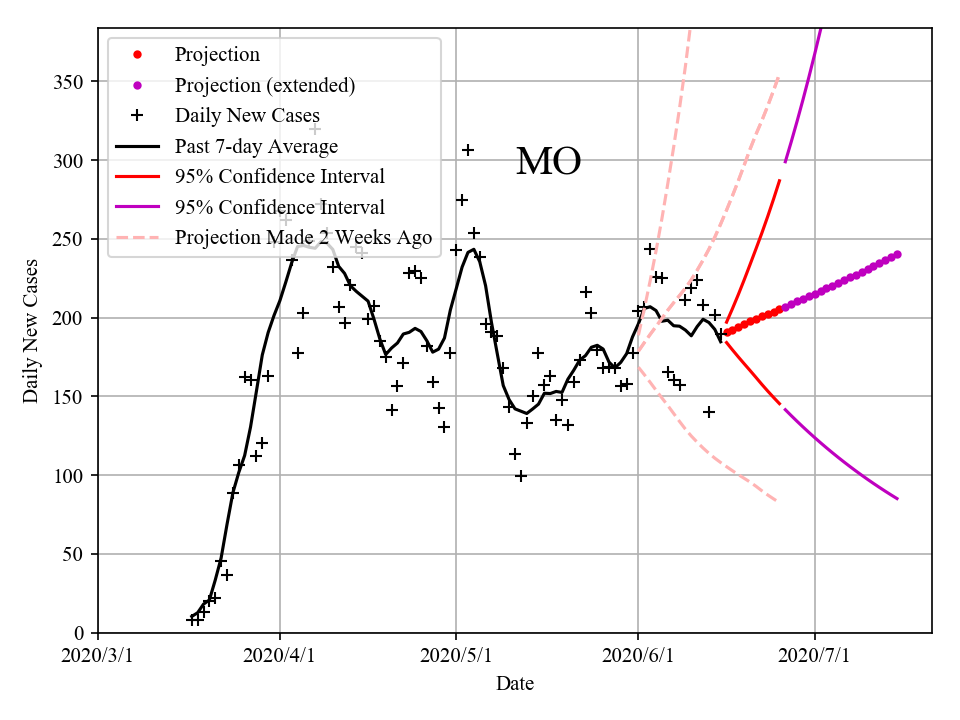 Projection
Projection (extended)
Daily New Cases
Past 7-day Average
95% Confidence Interval
95% Confidence Interval
Projection Made 2 Weeks Ago
MO
350
300
250
200
150
100
50
0
Daily New Cases
2020/3/1 2020/4/1 2020/5/1 2020/6/1 2020/7/1
Date